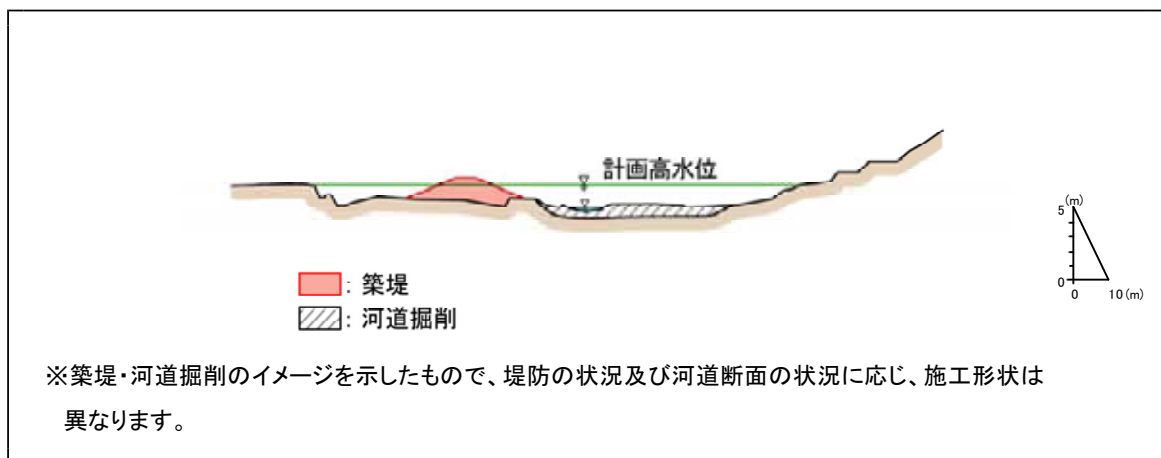 計画高水位
(m)
5
0
0 10(m)
:築堤
:河道掘削
※築堤・河道掘削のイメージを示したもので、堤防の状況及び河道断面の状況に応じ、施工形状は
異なります。